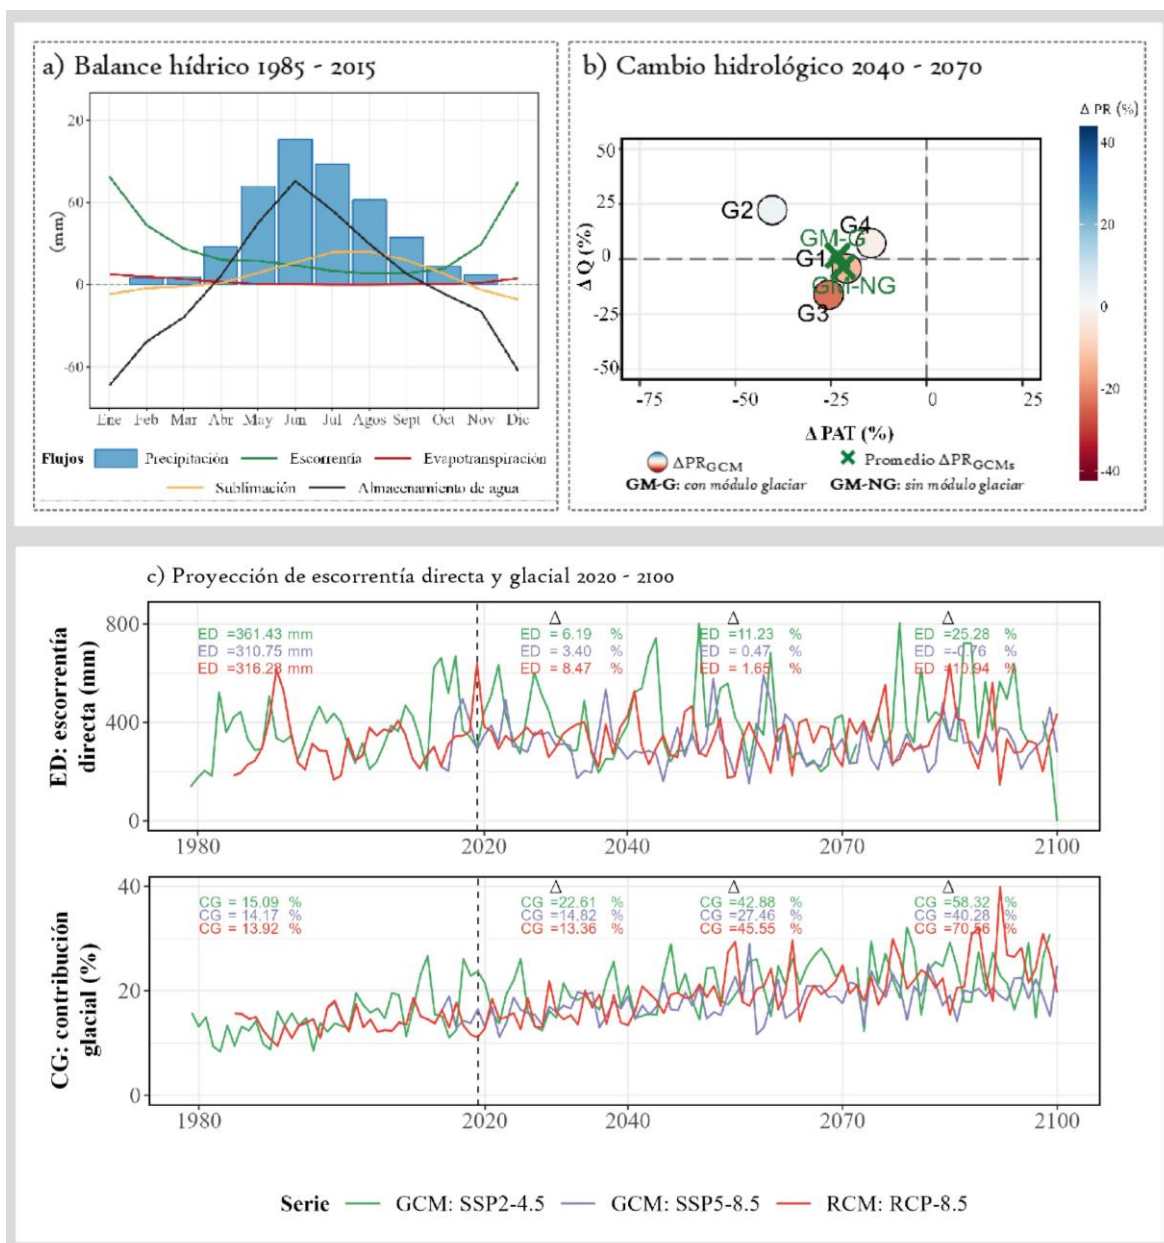 a) Balance hídrico 1985 - 2015
20
60
0
-60
(mm)
Ene Feb Mar Abr May Jun Jul Agos Sept Oct Nov Dic
Flujos Precipitación Escorrentía Evapotranspiración
Sublimación Almacenamiento de agua
b) Cambio hidrológico 2040 - 2070
Δ PR (%)
50
25
0
-25
-50
Δ Q (%)
G2
G4
GM-G
G1
GM-NG
G3
-75 -50 -25 0 25
Δ PAT (%)
40
20
0
-20
-40
ΔPRGCM Promedio ΔPRGCMs
GM-G: con módulo glaciar GM-NG: sin módulo glaciar
c) Proyección de escorrentía directa y glacial 2020 - 2100
ED: escorrentía
directa (mm)
800
400
0
Δ Δ Δ
ED =361.43 mm ED = 6.19 % ED =11.23 % ED =25.28 %
ED =310.75 mm ED = 3.40 % ED = 0.47 % ED =-0.76 %
ED =316.28 mm ED = 8.47 % ED = 1.65 % ED =10.94 %
1980 2020 2040 2070 2100
CG: contribución
glacial (%)
40
20
0
Δ Δ Δ
CG = 15.09 % CG =22.61 % CG =42.88 % CG =58.32 %
CG = 14.17 % CG =14.82 % CG =27.46 % CG =40.28 %
CG = 13.92 % CG =13.36 % CG =45.55 % CG =70.56 %
1980 2020 2040 2070 2100
Serie GCM: SSP2-4.5 GCM: SSP5-8.5 RCM: RCP-8.5